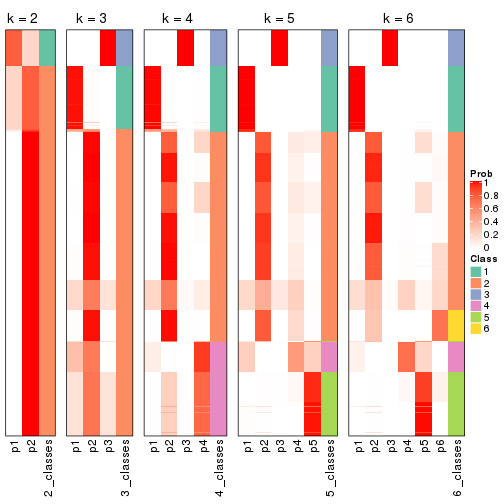 k = 2
k = 3
k = 4
k = 5
k = 6
p1
p2
2_classes
p1
p2
p3
3_classes
p1
p2
p3
p4
4_classes
p1
p2
p3
p4
p5
5_classes
p1
p2
p3
p4
p5
p6
6_classes
Prob
1
0.8
0.6
0.4
0.2
0
Class
1
2
3
4
5
6